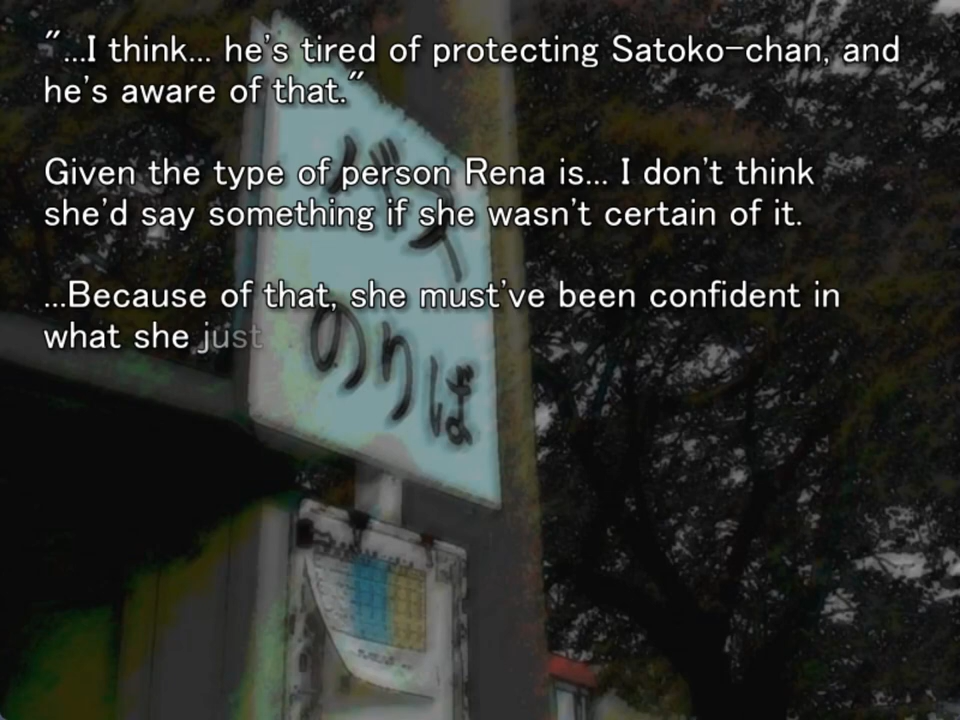 "...I think... he's tired of protecting Satoko-chan, and
he's aware of that."
Given the type of person Rena is... I don't think
she'd say something if she wasn't certain of it.
...Because of that, she must've been confident in
what she just
バス
のりば